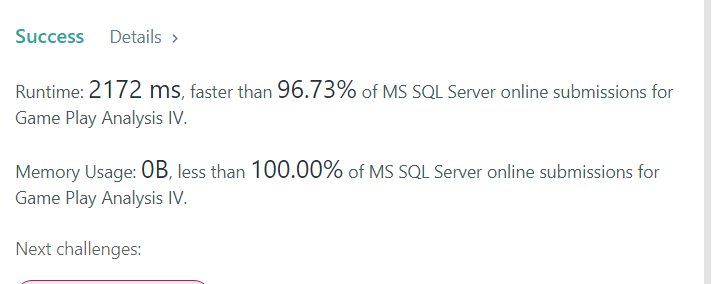 Success Details >
Runtime: 2172 ms, faster than 96.73% of MS SQL Server online submissions for
Game Play Analysis IV.
Memory Usage: 0B, less than 100.00% of MS SQL Server online submissions for
Game Play Analysis IV.
Next challenges: